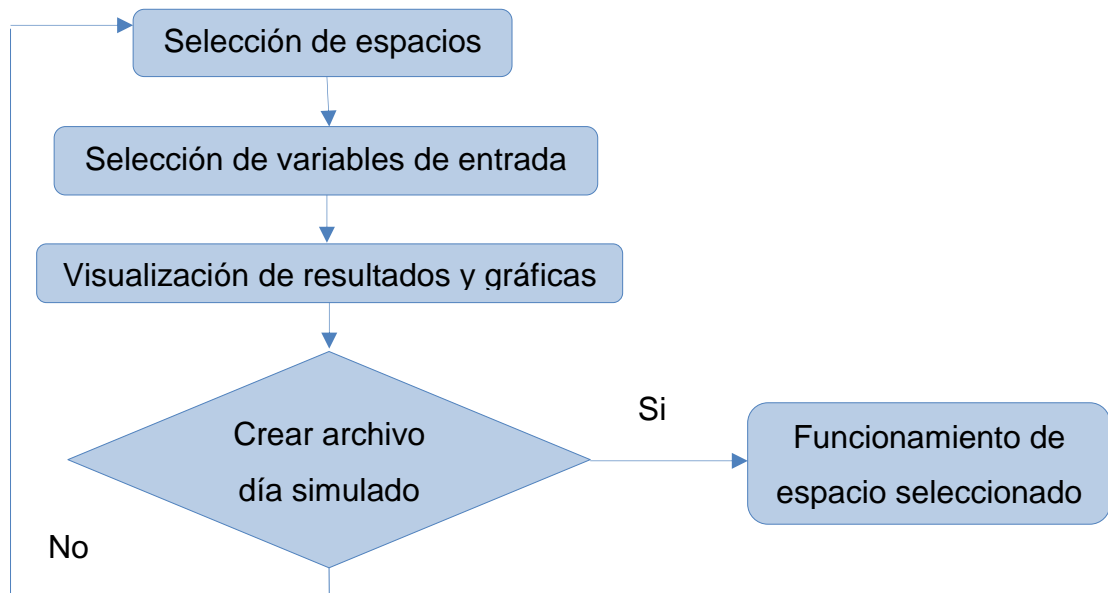 Selección de espacios
Selección de variables de entrada
Visualización de resultados y gráficas
Crear archivo
día simulado
Si
Funcionamiento de
espacio seleccionado
No